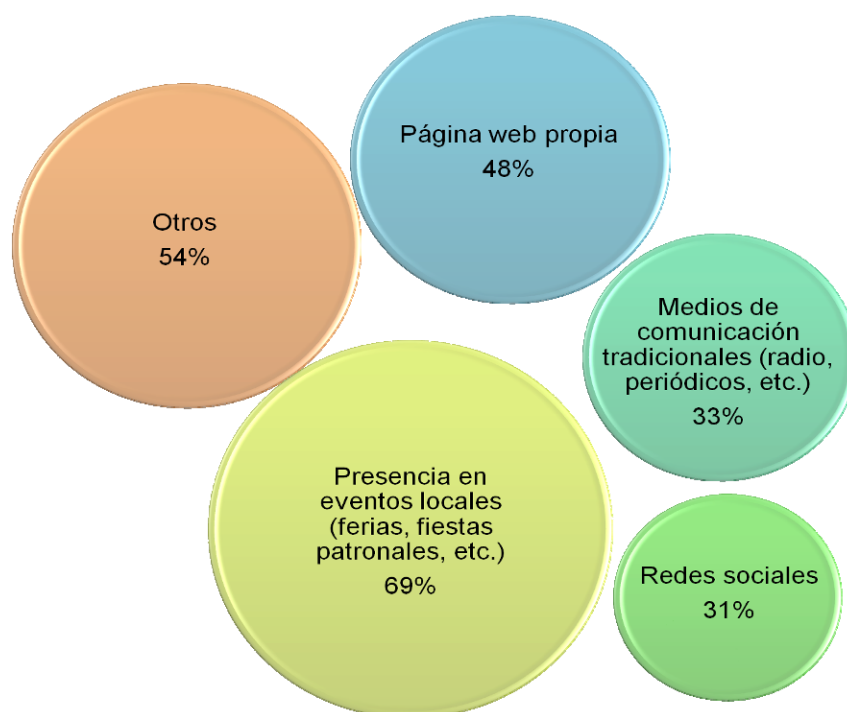 Página web propia
48%
Otros
54%
Medios de
comunicación
tradicionales (radio,
periódicos, etc.)
33%
Presencia en
eventos locales
(ferias, fiestas
patronales, etc.)
69%
Redes sociales
31%